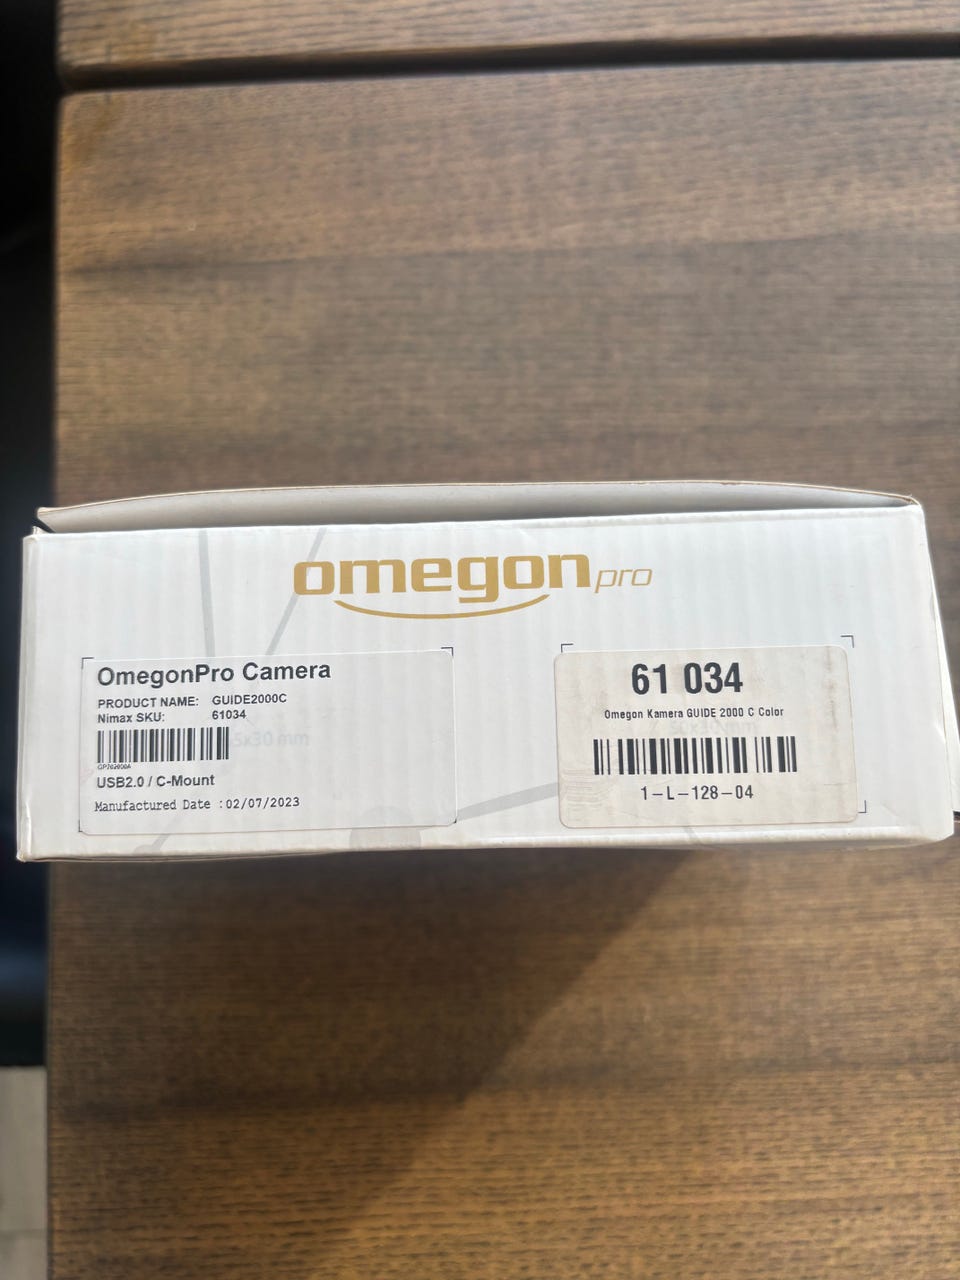 omegon pro
OmegonPro Camera
PRODUCT NAME: GUIDE2000C
Nimax SKU: 61034
USB2.0 / C-Mount
Manufactured Date : 02/07/2023
61 034
Omegon Kamera GUIDE 2000 C Color
1-L-128-04